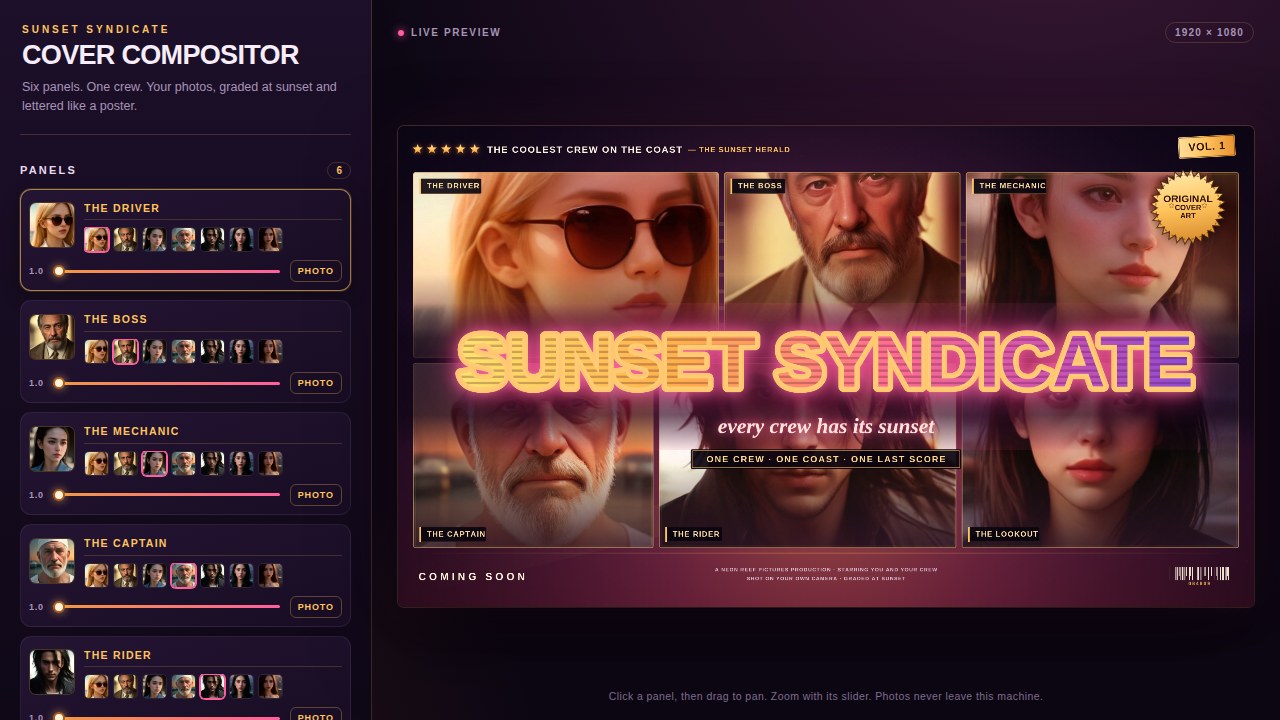 SUNSET SYNDICATE
COVER COMPOSITOR
Six panels. One crew. Your photos, graded at sunset and
lettered like a poster.
PANELS
6
THE DRIVER
1.0
PHOTO
THE BOSS
1.0
PHOTO
THE MECHANIC
1.0
PHOTO
THE CAPTAIN
1.0
PHOTO
THE RIDER
1.0
PHOTO
LIVE PREVIEW
1920 × 1080
★★★★★ THE COOLEST CREW ON THE COAST — THE SUNSET HERALD
VOL. 1
THE DRIVER
THE BOSS
THE MECHANIC
ORIGINAL
COVER
ART
SUNSET SYNDICATE
every crew has its sunset
ONE CREW · ONE COAST · ONE LAST SCORE
THE CAPTAIN
THE RIDER
THE LOOKOUT
COMING SOON
A NEON REEF PICTURES PRODUCTION · STARRING YOU AND YOUR CREW
SHOT ON YOUR OWN CAMERA · GRADED AT SUNSET
Click a panel, then drag to pan. Zoom with its slider. Photos never leave this machine.